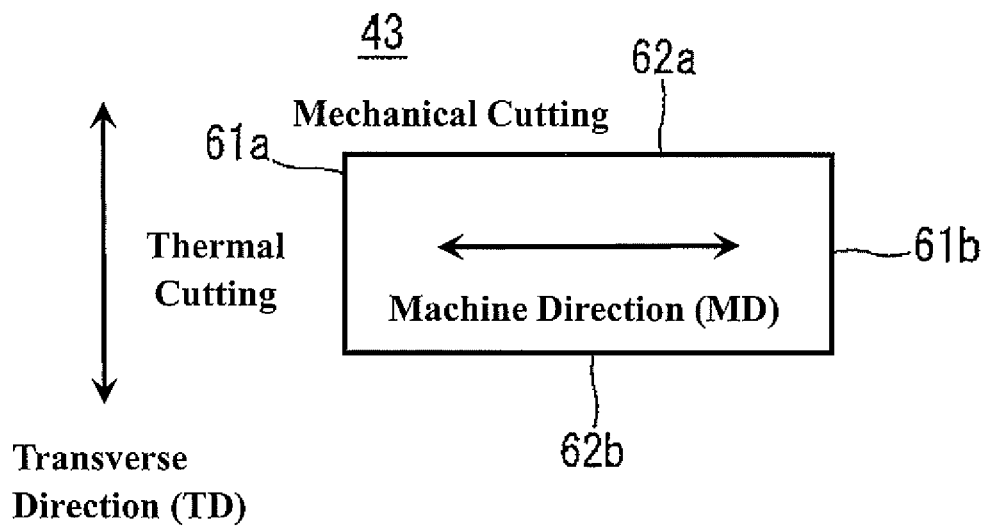 43
62a
Mechanical Cutting
61a
Thermal
Cutting
61b
Machine Direction (MD)
62b
Transverse
Direction (TD)